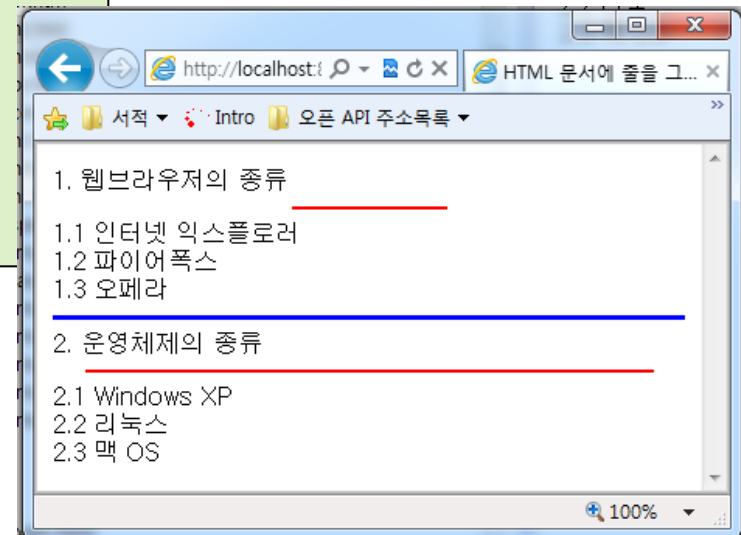 http://localhost:8
HTML 문서에 줄을 그...
서적
Intro
오픈 API 주소목록
1. 웹브라우저의 종류
1.1 인터넷 익스플로러
1.2 파이어폭스
1.3 오페라
2. 운영체제의 종류
2.1 Windows XP
2.2 리눅스
2.3 맥 OS
100%